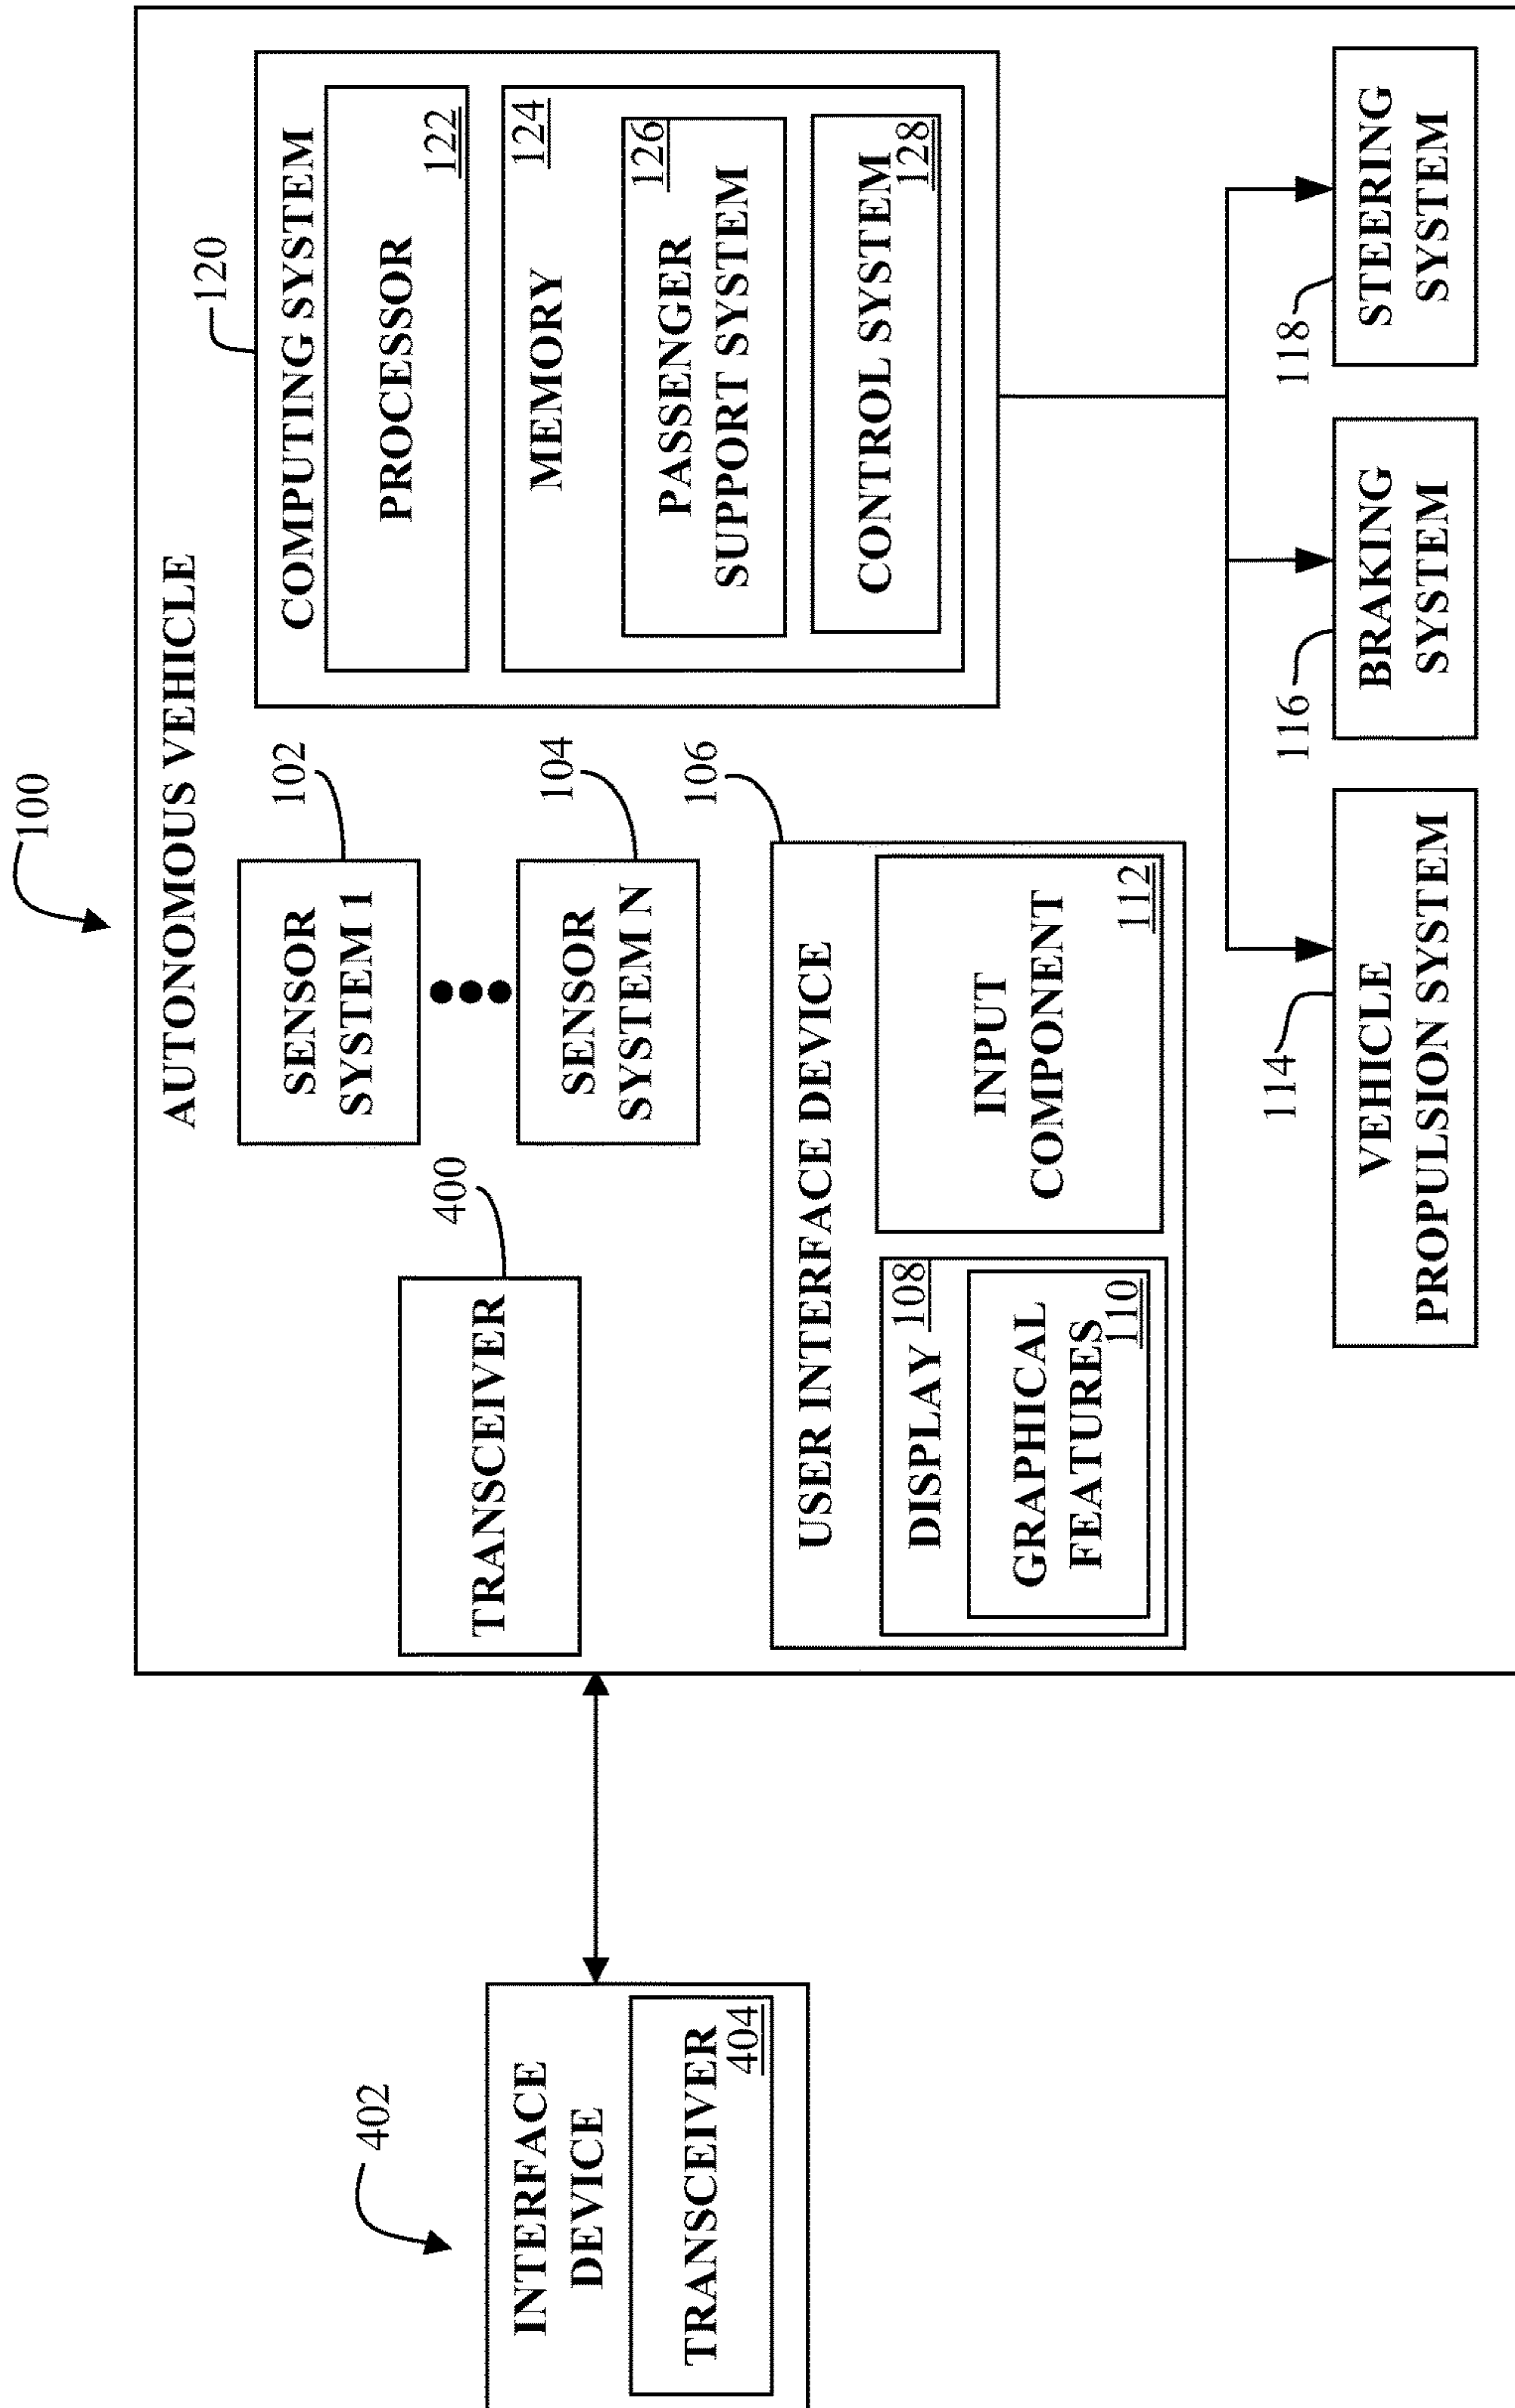 100
AUTONOMOUS VEHICLE
120
COMPUTING SYSTEM
PROCESSOR
122
MEMORY
124
PASSENGER
SUPPORT SYSTEM
126
CONTROL SYSTEM
128
102
SENSOR
SYSTEM 1
104
SENSOR
SYSTEM N
400
TRANSCEIVER
106
USER INTERFACE DEVICE
DISPLAY 108
GRAPHICAL
FEATURES
110
INPUT
COMPONENT
112
114
VEHICLE
PROPULSION SYSTEM
116
BRAKING
SYSTEM
118
STEERING
SYSTEM
402
INTERFACE
DEVICE
TRANSCEIVER
404